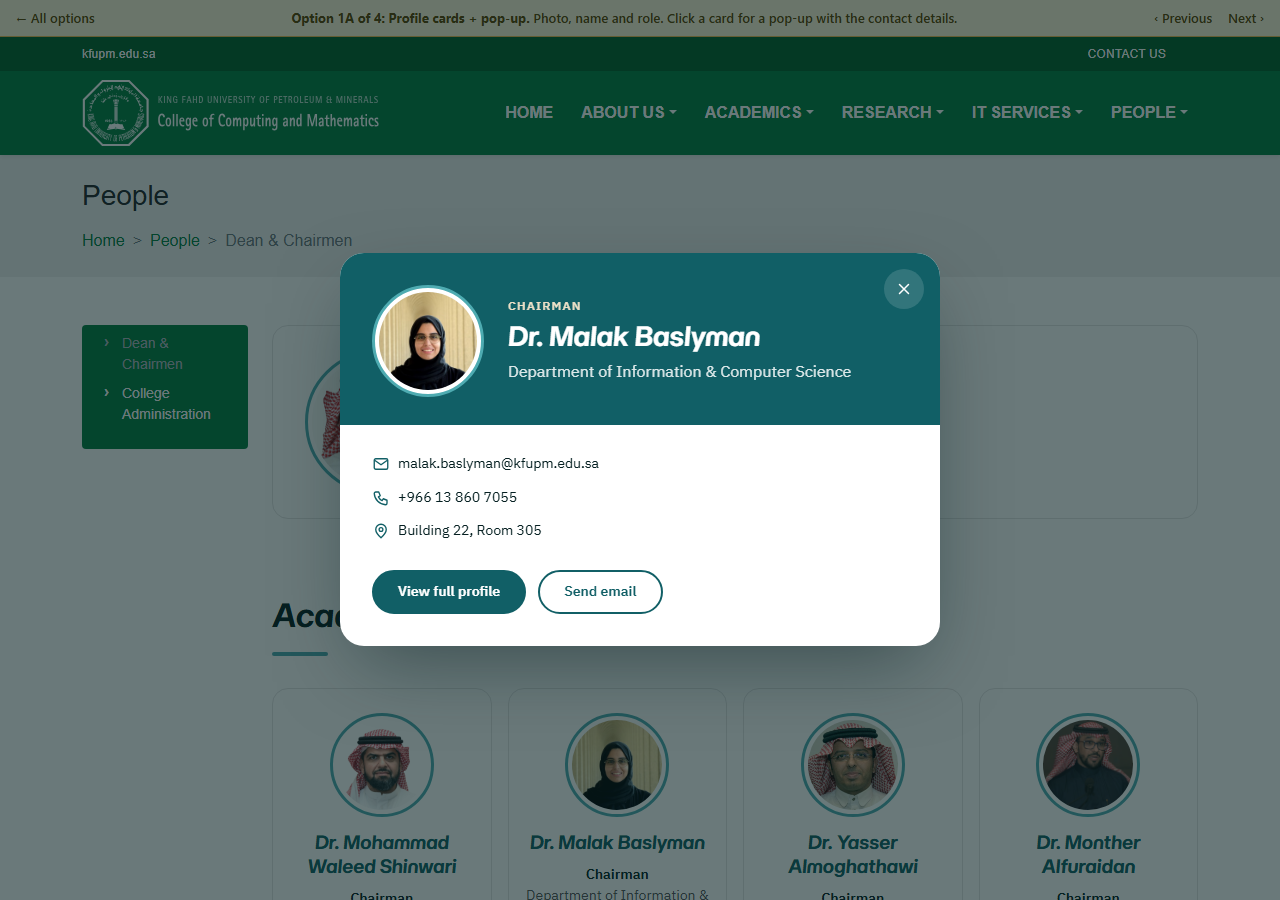 ← All options
Option 1A of 4: Profile cards + pop-up. Photo, name and role. Click a card for a pop-up with the contact details.
‹ Previous
Next ›
kfupm.edu.sa
CONTACT US
KING FAHD UNIVERSITY OF PETROLEUM & MINERALS
College of Computing and Mathematics
HOME
ABOUT US
ACADEMICS
RESEARCH
IT SERVICES
PEOPLE
People
Home > People > Dean & Chairmen
› Dean &
Chairmen
› College
Administration
CHAIRMAN
Dr. Malak Baslyman
Department of Information & Computer Science
malak.baslyman@kfupm.edu.sa
+966 13 860 7055
Building 22, Room 305
View full profile
Send email
Dr. Mohammad
Waleed Shinwari
Chairman
Dr. Malak Baslyman
Chairman
Department of Information &
Dr. Yasser
Almoghathawi
Chairman
Dr. Monther
Alfuraidan
Chairman